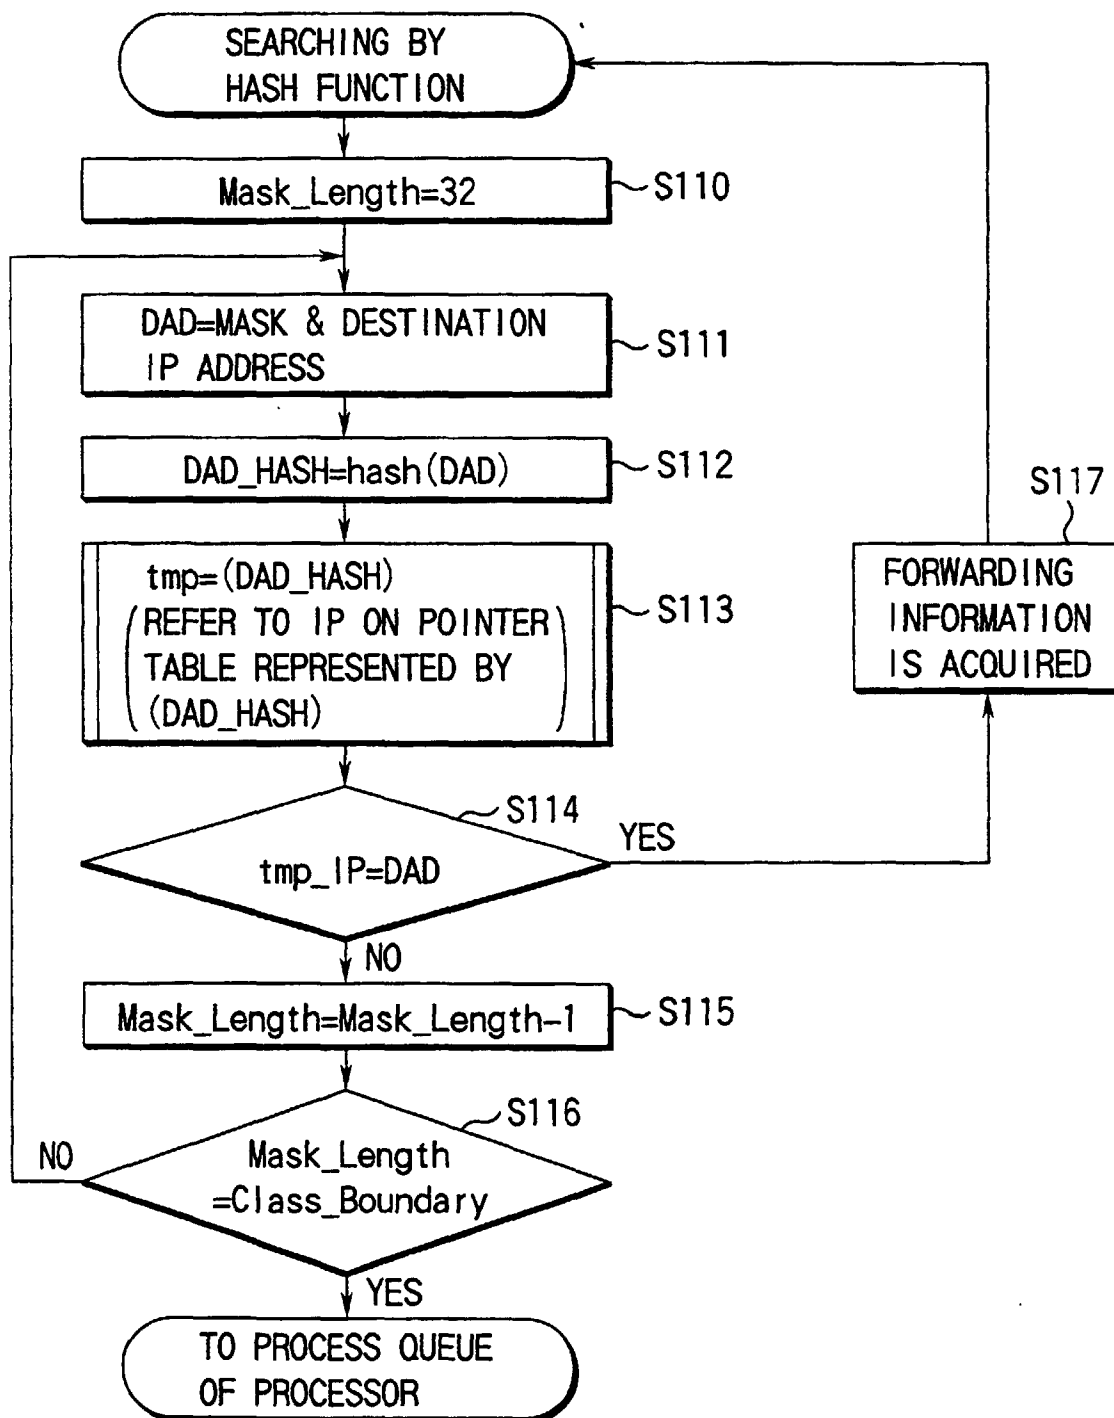 SEARCHING BY
HASH FUNCTION
Mask_Length=32
S110
DAD=MASK & DESTINATION
IP ADDRESS
S111
DAD_HASH=hash(DAD)
S112
tmp=(DAD_HASH)
(REFER TO IP ON POINTER
TABLE REPRESENTED BY
(DAD_HASH))
S113
S117
FORWARDING
INFORMATION
IS ACQUIRED
S114
tmp_IP=DAD
YES
NO
Mask_Length=Mask_Length-1
S115
S116
Mask_Length
=Class_Boundary
NO
YES
TO PROCESS QUEUE
OF PROCESSOR